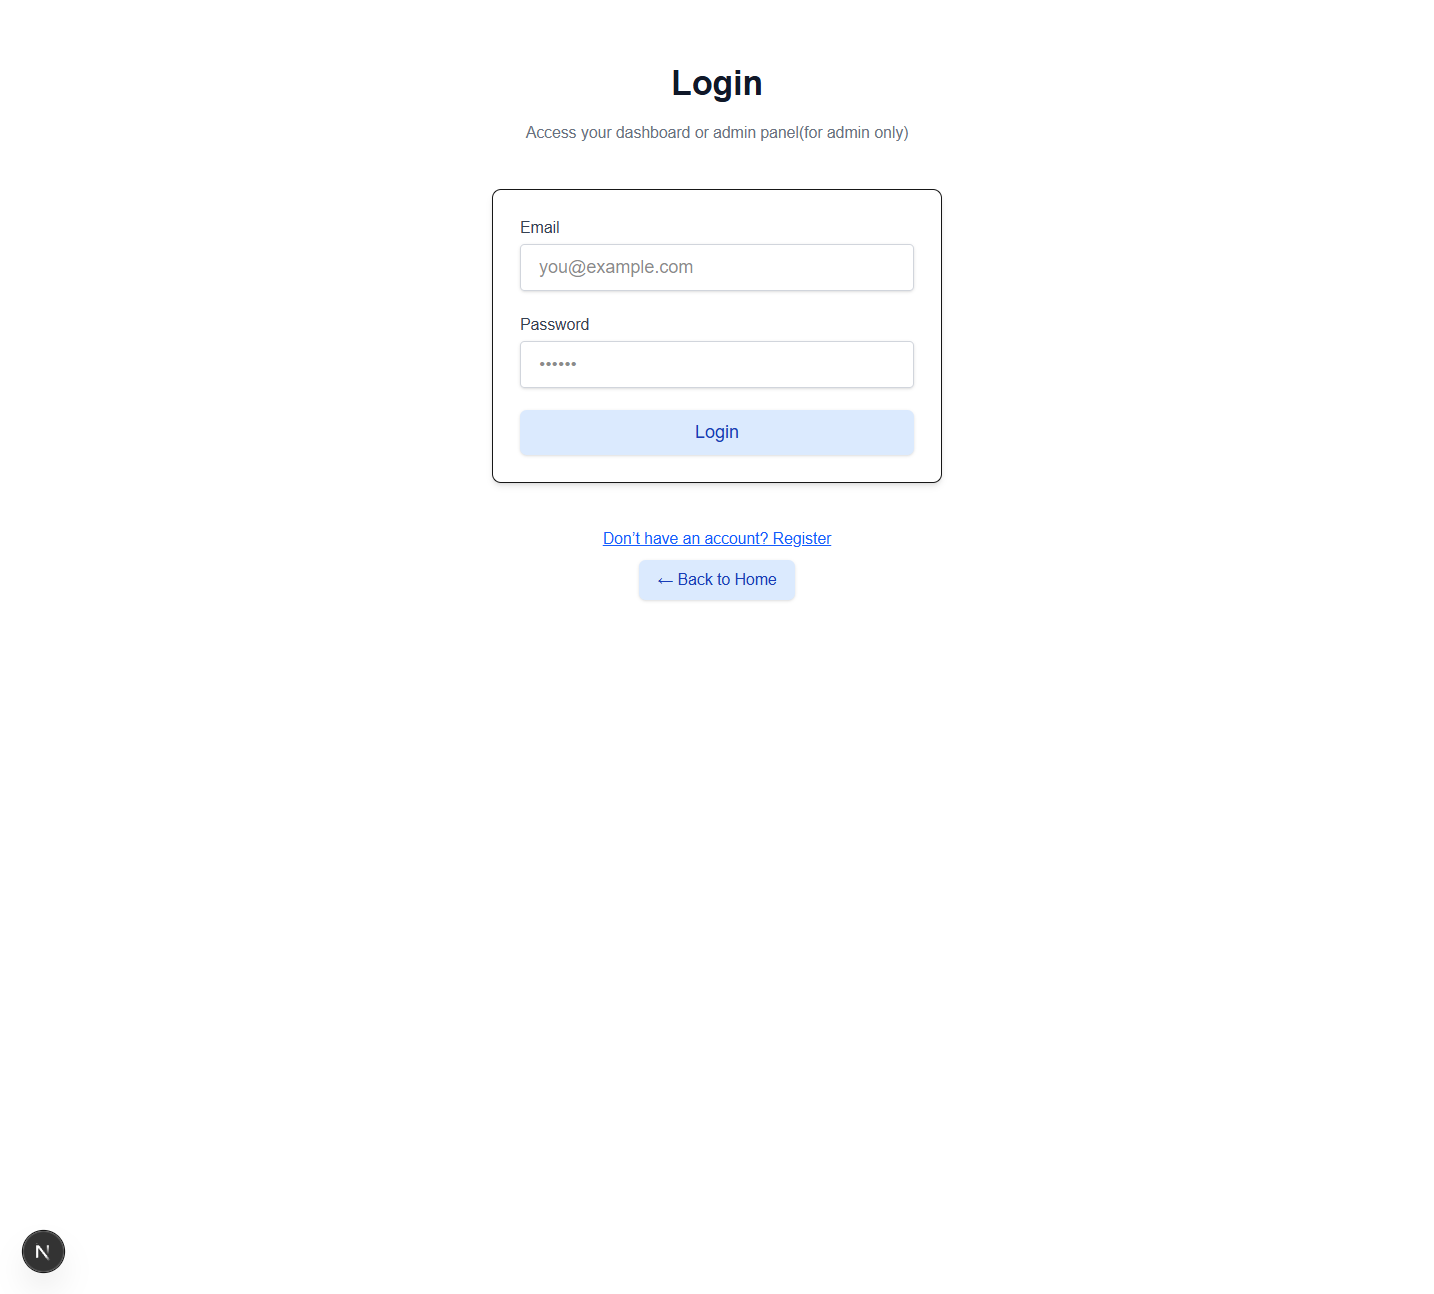 Login
Access your dashboard or admin panel(for admin only)
Email
you@example.com
Password
••••••
Login
Don’t have an account? Register
← Back to Home
N